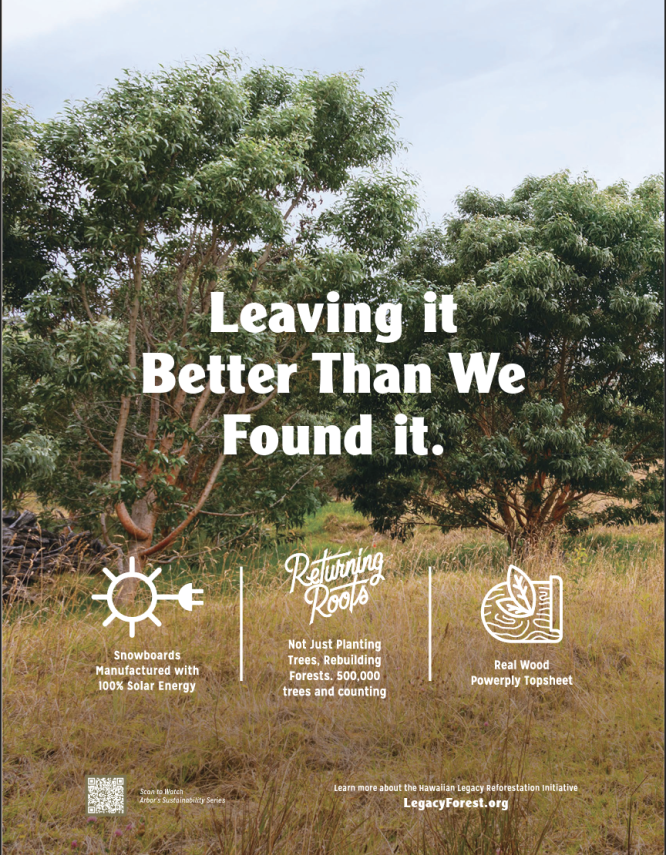 Leaving it
Better Than We
Found it.
Snowboards
Manufactured with
100% Solar Energy
Returning
Roots
Not Just Planting
Trees, Rebuilding
Forests. 500,000
trees and counting
Real Wood
Powerply Topsheet
Scan to Watch
Arbor's Sustainability Series
Learn more about the Hawaiian Legacy Reforestation Initiative
LegacyForest.org